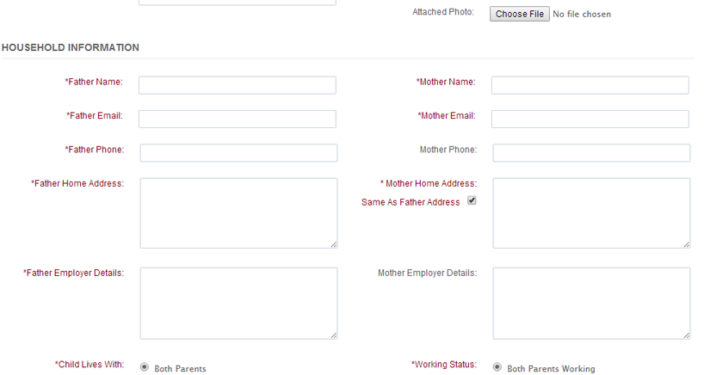 Attached Photo: Choose File No file chosen
HOUSEHOLD INFORMATION
*Father Name: *Mother Name:
*Father Email: *Mother Email:
*Father Phone: Mother Phone:
*Father Home Address: * Mother Home Address:
Same As Father Address
*Father Employer Details: Mother Employer Details:
*Child Lives With: Both Parents *Working Status: Both Parents Working